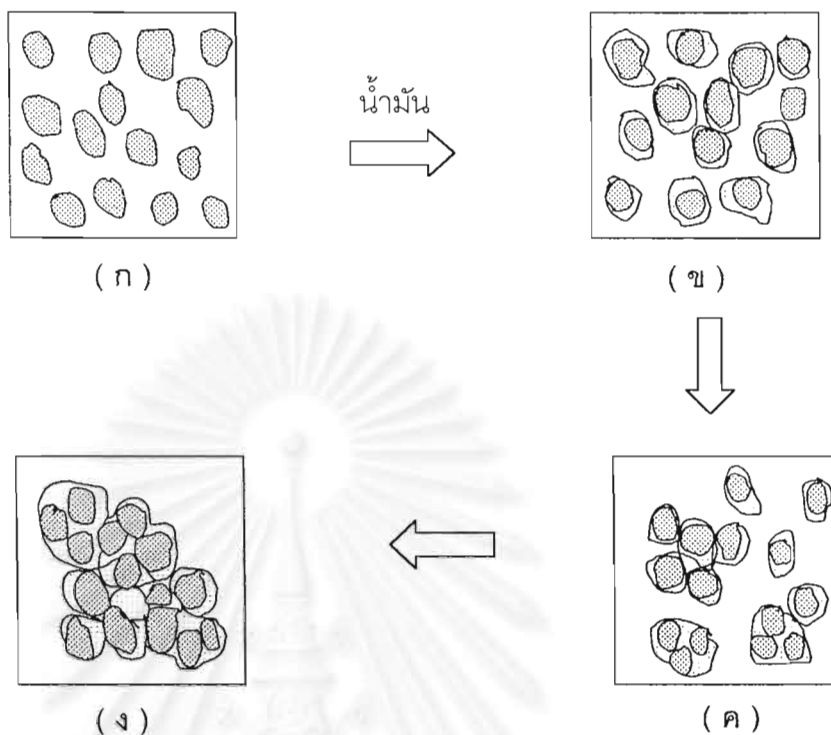 น้ำมัน
( ก )
( ข )
( ง )
( ค )